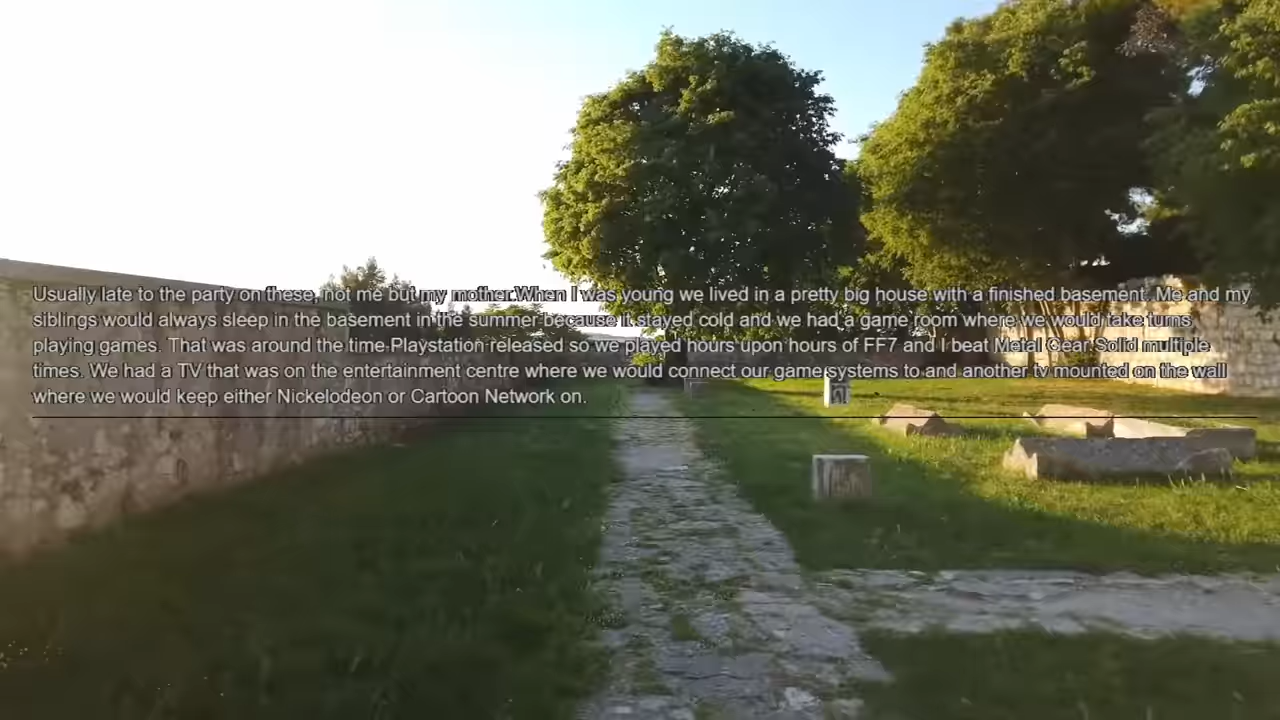 Usually late to the party on these, not me but my mother.When I was young we lived in a pretty big house with a finished basement. Me and my
siblings would always sleep in the basement in the summer because it stayed cold and we had a game room where we would take turns
playing games. That was around the time Playstation released so we played hours upon hours of FF7 and I beat Metal Gear Solid multiple
times. We had a TV that was on the entertainment centre where we would connect our game systems to and another tv mounted on the wall
where we would keep either Nickelodeon or Cartoon Network on.